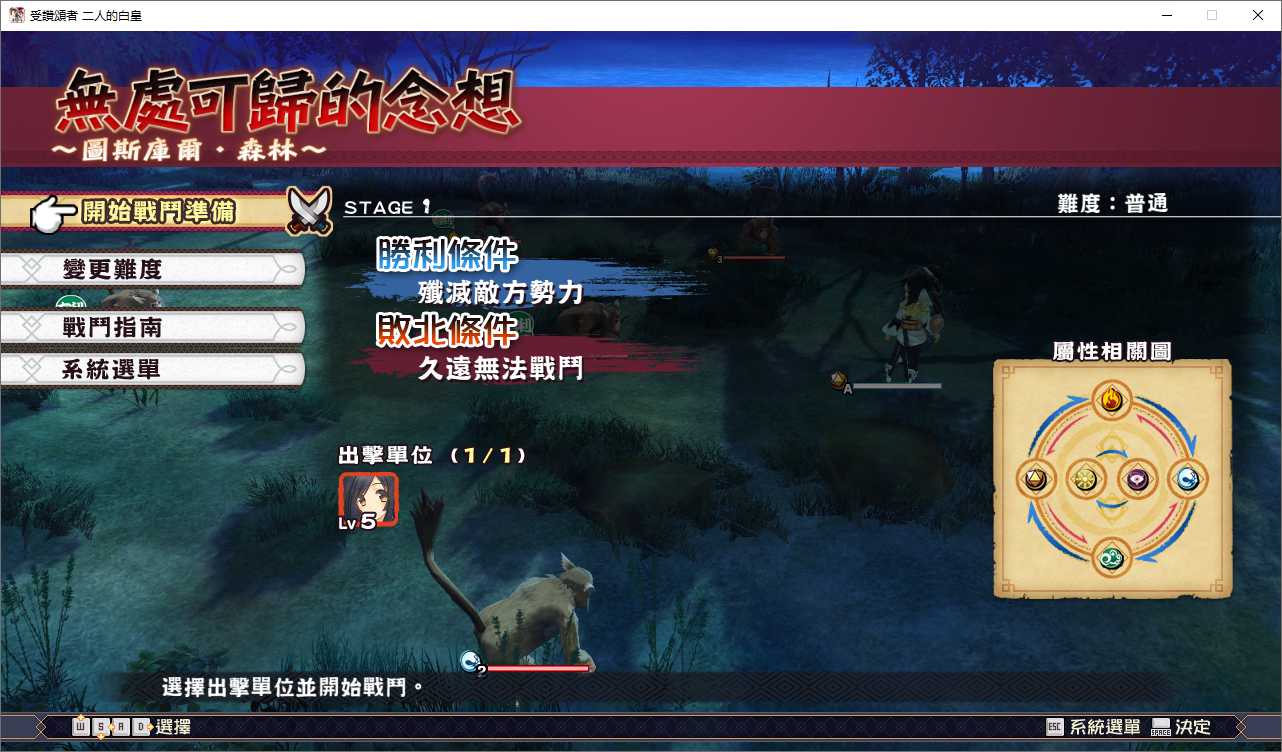 受讚頌者 二人的白皇
無處可歸的念想
～圖斯庫爾・森林～
開始戰鬥準備
STAGE 1
難度：普通
變更難度
戰鬥指南
系統選單
勝利條件
殲滅敵方勢力
敗北條件
久遠無法戰鬥
3
A
屬性相關圖
出擊單位（1/1）
Lv 5
2
選擇出擊單位並開始戰鬥。
W S A D 選擇
ESC 系統選單 SPACE 決定